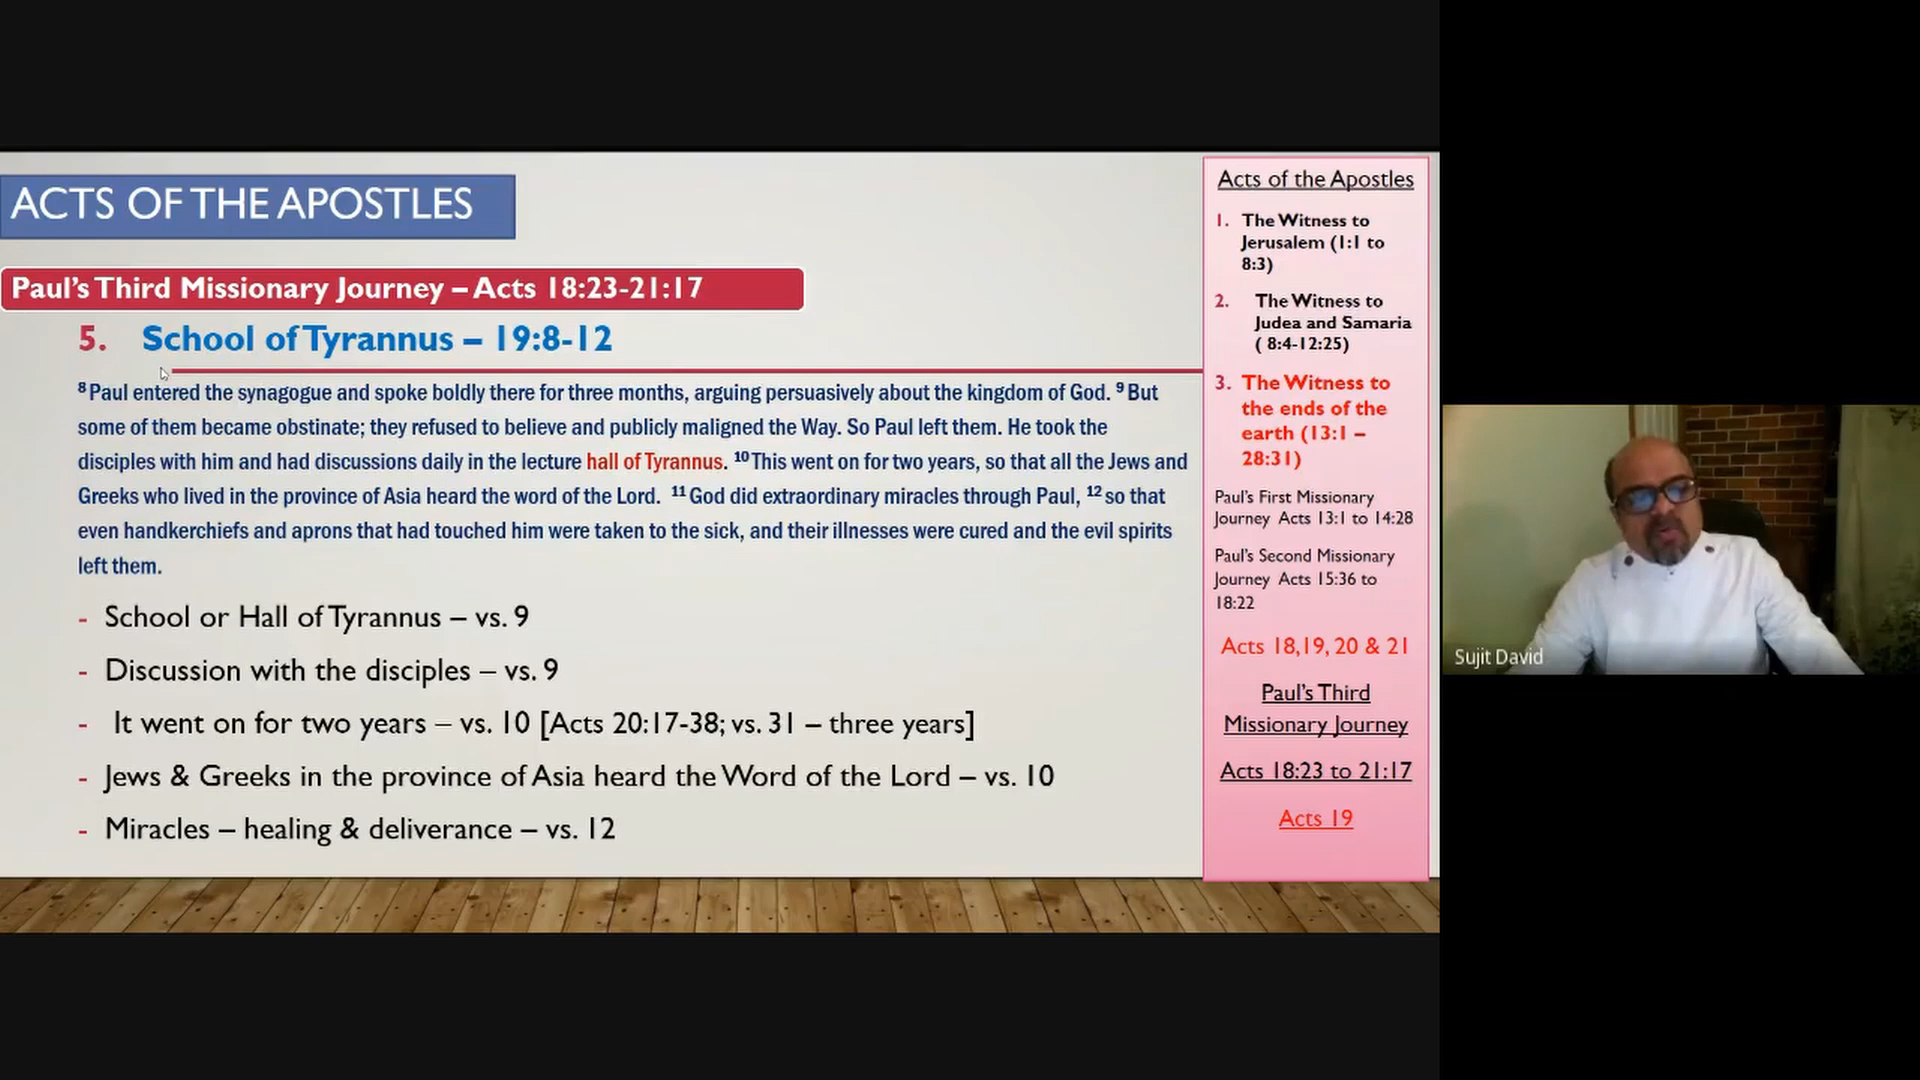 ACTS OF THE APOSTLES
Paul's Third Missionary Journey – Acts 18:23-21:17
5. School of Tyrannus – 19:8-12
8 Paul entered the synagogue and spoke boldly there for three months, arguing persuasively about the kingdom of God. 9 But
some of them became obstinate; they refused to believe and publicly maligned the Way. So Paul left them. He took the
disciples with him and had discussions daily in the lecture hall of Tyrannus. 10 This went on for two years, so that all the Jews and
Greeks who lived in the province of Asia heard the word of the Lord. 11 God did extraordinary miracles through Paul, 12 so that
even handkerchiefs and aprons that had touched him were taken to the sick, and their illnesses were cured and the evil spirits
left them.
- School or Hall of Tyrannus – vs. 9
- Discussion with the disciples – vs. 9
- It went on for two years – vs. 10 [Acts 20:17-38; vs. 31 – three years]
- Jews & Greeks in the province of Asia heard the Word of the Lord – vs. 10
- Miracles – healing & deliverance – vs. 12
Acts of the Apostles
1. The Witness to
Jerusalem (1:1 to
8:3)
2. The Witness to
Judea and Samaria
( 8:4-12:25)
3. The Witness to
the ends of the
earth (13:1 –
28:31)
Paul's First Missionary
Journey Acts 13:1 to 14:28
Paul's Second Missionary
Journey Acts 15:36 to
18:22
Acts 18,19, 20 & 21
Paul's Third
Missionary Journey
Acts 18:23 to 21:17
Acts 19
Sujit David